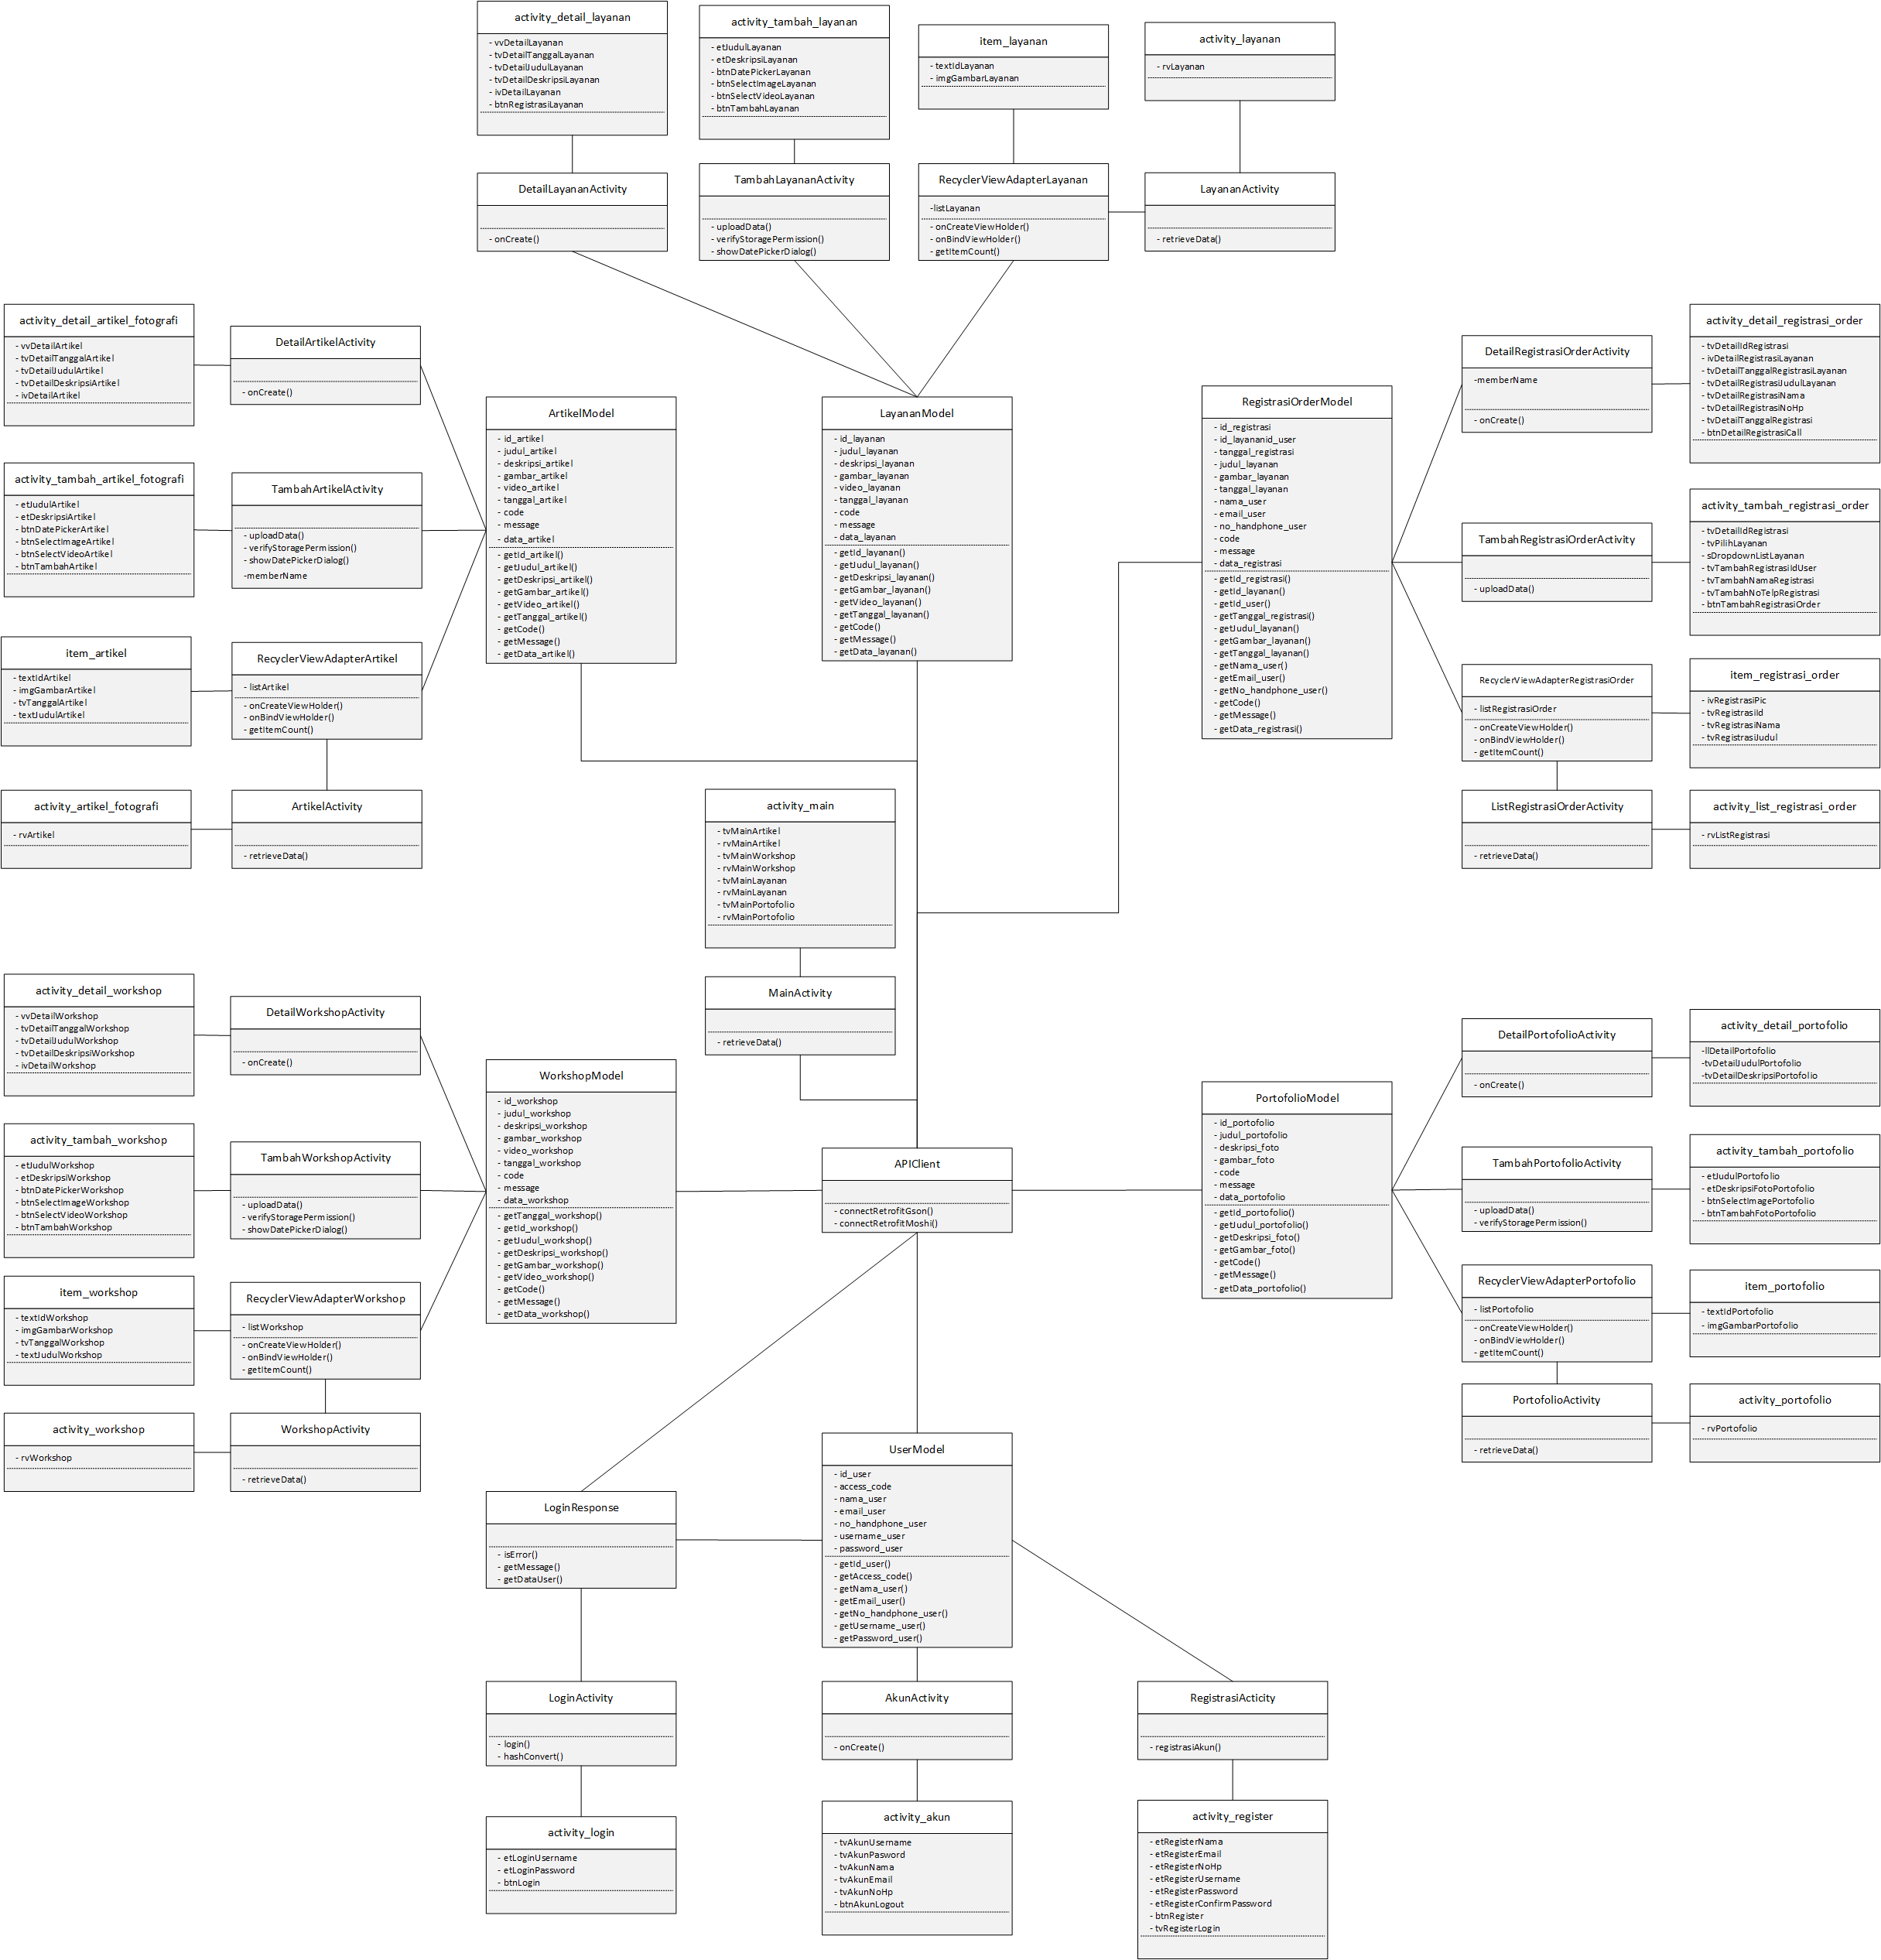 activity_detail_layanan
- vvDetailLayanan
- tvDetailTanggalLayanan
- tvDetailJudulLayanan
- tvDetailDeskripsiLayanan
- ivDetailLayanan
- btnRegistrasiLayanan
activity_tambah_layanan
- etJudulLayanan
- etDeskripsiLayanan
- btnDatePickerLayanan
- btnSelectImageLayanan
- btnSelectVideoLayanan
- btnTambahLayanan
item_layanan
- textIdLayanan
- imgGambarLayanan
activity_layanan
- rvLayanan
DetailLayananActivity
- onCreate()
TambahLayananActivity
- uploadData()
- verifyStoragePermission()
- showDatePickerDialog()
RecyclerViewAdapterLayanan
-listLayanan
- onCreateViewHolder()
- onBindViewHolder()
- getItemCount()
LayananActivity
- retrieveData()
activity_detail_artikel_fotografi
- vvDetailArtikel
- tvDetailTanggalArtikel
- tvDetailJudulArtikel
- tvDetailDeskripsiArtikel
- ivDetailArtikel
DetailArtikelActivity
- onCreate()
activity_tambah_artikel_fotografi
- etJudulArtikel
- etDeskripsiArtikel
- btnDatePickerArtikel
- btnSelectImageArtikel
- btnSelectVideoArtikel
- btnTambahArtikel
TambahArtikelActivity
- uploadData()
- verifyStoragePermission()
- showDatePickerDialog()
-memberName
item_artikel
- textIdArtikel
- imgGambarArtikel
- tvTanggalArtikel
- textJudulArtikel
RecyclerViewAdapterArtikel
- listArtikel
- onCreateViewHolder()
- onBindViewHolder()
- getItemCount()
activity_artikel_fotografi
- rvArtikel
ArtikelActivity
- retrieveData()
ArtikelModel
- id_artikel
- judul_artikel
- deskripsi_artikel
- gambar_artikel
- video_artikel
- tanggal_artikel
- code
- message
- data_artikel
- getId_artikel()
- getJudul_artikel()
- getDeskripsi_artikel()
- getGambar_artikel()
- getVideo_artikel()
- getTanggal_artikel()
- getCode()
- getMessage()
- getData_artikel()
LayananModel
- id_layanan
- judul_layanan
- deskripsi_layanan
- gambar_layanan
- video_layanan
- tanggal_layanan
- code
- message
- data_layanan
- getId_layanan()
- getJudul_layanan()
- getDeskripsi_layanan()
- getGambar_layanan()
- getVideo_layanan()
- getTanggal_layanan()
- getCode()
- getMessage()
- getData_layanan()
RegistrasiOrderModel
- id_registrasi
- id_layananid_user
- tanggal_registrasi
- judul_layanan
- gambar_layanan
- tanggal_layanan
- nama_user
- email_user
- no_handphone_user
- code
- message
- data_registrasi
- getId_registrasi()
- getId_layanan()
- getId_user()
- getTanggal_registrasi()
- getJudul_layanan()
- getGambar_layanan()
- getTanggal_layanan()
- getNama_user()
- getEmail_user()
- getNo_handphone_user()
- getCode()
- getMessage()
- getData_registrasi()
DetailRegistrasiOrderActivity
-memberName
- onCreate()
activity_detail_registrasi_order
- tvDetailIdRegistrasi
- ivDetailRegistrasiLayanan
- tvDetailTanggalRegistrasiLayanan
- tvDetailRegistrasiJudulLayanan
- tvDetailRegistrasiNama
- tvDetailRegistrasiNoHp
- tvDetailTanggalRegistrasi
- btnDetailRegistrasiCall
TambahRegistrasiOrderActivity
- uploadData()
activity_tambah_registrasi_order
- tvDetailIdRegistrasi
- tvPilihLayanan
- sDropdownListLayanan
- tvTambahRegistrasiIdUser
- tvTambahNamaRegistrasi
- tvTambahNoTelpRegistrasi
- btnTambahRegistrasiOrder
RecyclerViewAdapterRegistrasiOrder
- listRegistrasiOrder
- onCreateViewHolder()
- onBindViewHolder()
- getItemCount()
item_registrasi_order
- ivRegistrasiPic
- tvRegistrasiId
- tvRegistrasiNama
- tvRegistrasiJudul
ListRegistrasiOrderActivity
- retrieveData()
activity_list_registrasi_order
- rvListRegistrasi
activity_main
- tvMainArtikel
- rvMainArtikel
- tvMainWorkshop
- rvMainWorkshop
- tvMainLayanan
- rvMainLayanan
- tvMainPortofolio
- rvMainPortofolio
MainActivity
- retrieveData()
activity_detail_workshop
- vvDetailWorkshop
- tvDetailTanggalWorkshop
- tvDetailJudulWorkshop
- tvDetailDeskripsiWorkshop
- ivDetailWorkshop
DetailWorkshopActivity
- onCreate()
activity_tambah_workshop
- etJudulWorkshop
- etDeskripsiWorkshop
- btnDatePickerWorkshop
- btnSelectImageWorkshop
- btnSelectVideoWorkshop
- btnTambahWorkshop
TambahWorkshopActivity
- uploadData()
- verifyStoragePermission()
- showDatePickerDialog()
item_workshop
- textIdWorkshop
- imgGambarWorkshop
- tvTanggalWorkshop
- textJudulWorkshop
RecyclerViewAdapterWorkshop
- listWorkshop
- onCreateViewHolder()
- onBindViewHolder()
- getItemCount()
activity_workshop
- rvWorkshop
WorkshopActivity
- retrieveData()
WorkshopModel
- id_workshop
- judul_workshop
- deskripsi_workshop
- gambar_workshop
- video_workshop
- tanggal_workshop
- code
- message
- data_workshop
- getTanggal_workshop()
- getId_workshop()
- getJudul_workshop()
- getDeskripsi_workshop()
- getGambar_workshop()
- getVideo_workshop()
- getCode()
- getMessage()
- getData_workshop()
APIClient
- connectRetrofitGson()
- connectRetrofitMoshi()
PortofolioModel
- id_portofolio
- judul_portofolio
- deskripsi_foto
- gambar_foto
- code
- message
- data_portofolio
- getId_portofolio()
- getJudul_portofolio()
- getDeskripsi_foto()
- getGambar_foto()
- getCode()
- getMessage()
- getData_portofolio()
DetailPortofolioActivity
- onCreate()
activity_detail_portofolio
-llDetailPortofolio
-tvDetailJudulPortofolio
-tvDetailDeskripsiPortofolio
TambahPortofolioActivity
- uploadData()
- verifyStoragePermission()
activity_tambah_portofolio
- etJudulPortofolio
- etDeskripsiFotoPortofolio
- btnSelectImagePortofolio
- btnTambahFotoPortofolio
RecyclerViewAdapterPortofolio
- listPortofolio
- onCreateViewHolder()
- onBindViewHolder()
- getItemCount()
item_portofolio
- textIdPortofolio
- imgGambarPortofolio
PortofolioActivity
- retrieveData()
activity_portofolio
- rvPortofolio
LoginResponse
- isError()
- getMessage()
- getDataUser()
UserModel
- id_user
- access_code
- nama_user
- email_user
- no_handphone_user
- username_user
- password_user
- getId_user()
- getAccess_code()
- getNama_user()
- getEmail_user()
- getNo_handphone_user()
- getUsername_user()
- getPassword_user()
LoginActivity
- login()
- hashConvert()
AkunActivity
- onCreate()
RegistrasiActicity
- registrasiAkun()
activity_login
- etLoginUsername
- etLoginPassword
- btnLogin
activity_akun
- tvAkunUsername
- tvAkunPasword
- tvAkunNama
- tvAkunEmail
- tvAkunNoHp
- btnAkunLogout
activity_register
- etRegisterNama
- etRegisterEmail
- etRegisterNoHp
- etRegisterUsername
- etRegisterPassword
- etRegisterConfirmPassword
- btnRegister
- tvRegisterLogin